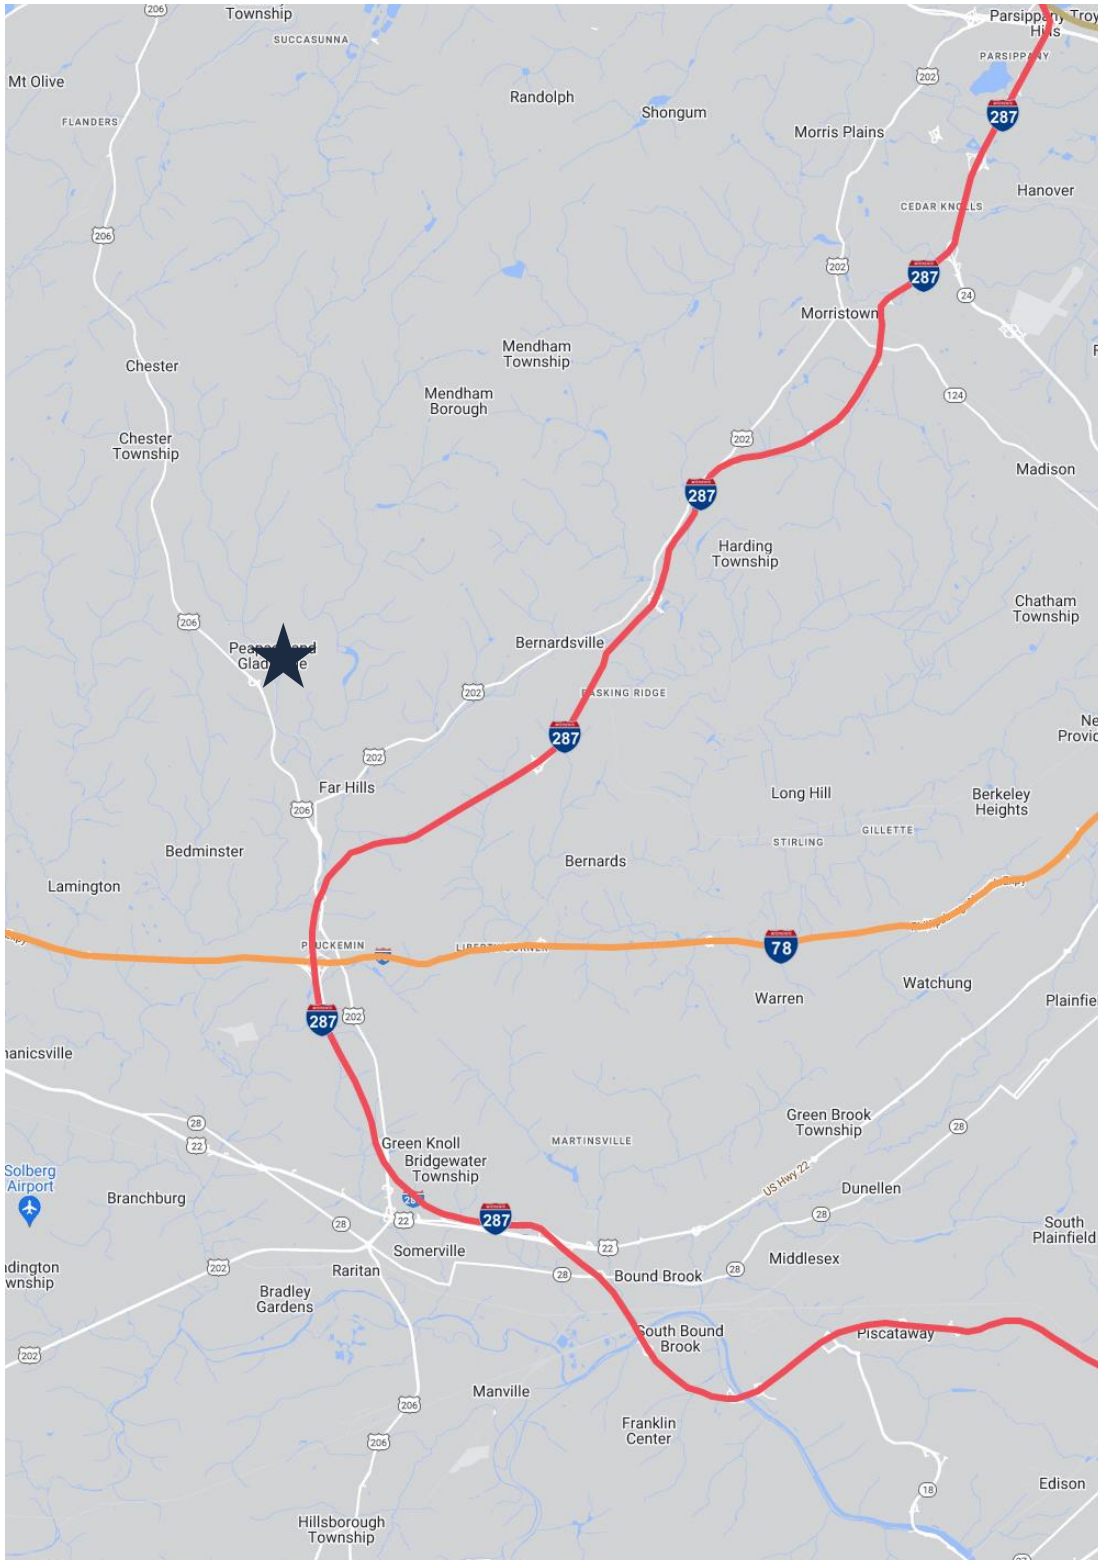 206
Township
SUCCASUNNA
Parsippany Troy
Hills
PARSIPPANY
Mt Olive
202
Randolph
Shongum
287
FLANDERS
Morris Plains
Hanover
CEDAR KNOLLS
206
202
287
24
Morristown
Mendham
Township
Chester
Mendham
Borough
124
Chester
Township
202
Madison
287
Harding
Township
Chatham
Township
206
Bernardsville
202
BASKING RIDGE
287
202
Far Hills
Long Hill
Berkeley
Heights
206
GILLETTE
STIRLING
Bedminster
Bernards
Lamington
PLUCKEMIN
LIBERTY CORNER
78
Watchung
Warren
287
202
Green Brook
Township
28
22
28
Green Knoll
MARTINSVILLE
Bridgewater
Township
Solberg
Airport
US Hwy 22
Dunellen
Branchburg
287
28
22
28
South
Plainfield
22
Somerville
Middlesex
202
Raritan
28
Bound Brook
28
Bradley
Gardens
South Bound
Brook
Piscataway
202
Manville
206
Franklin
Center
206
Edison
18
Hillsborough
Township